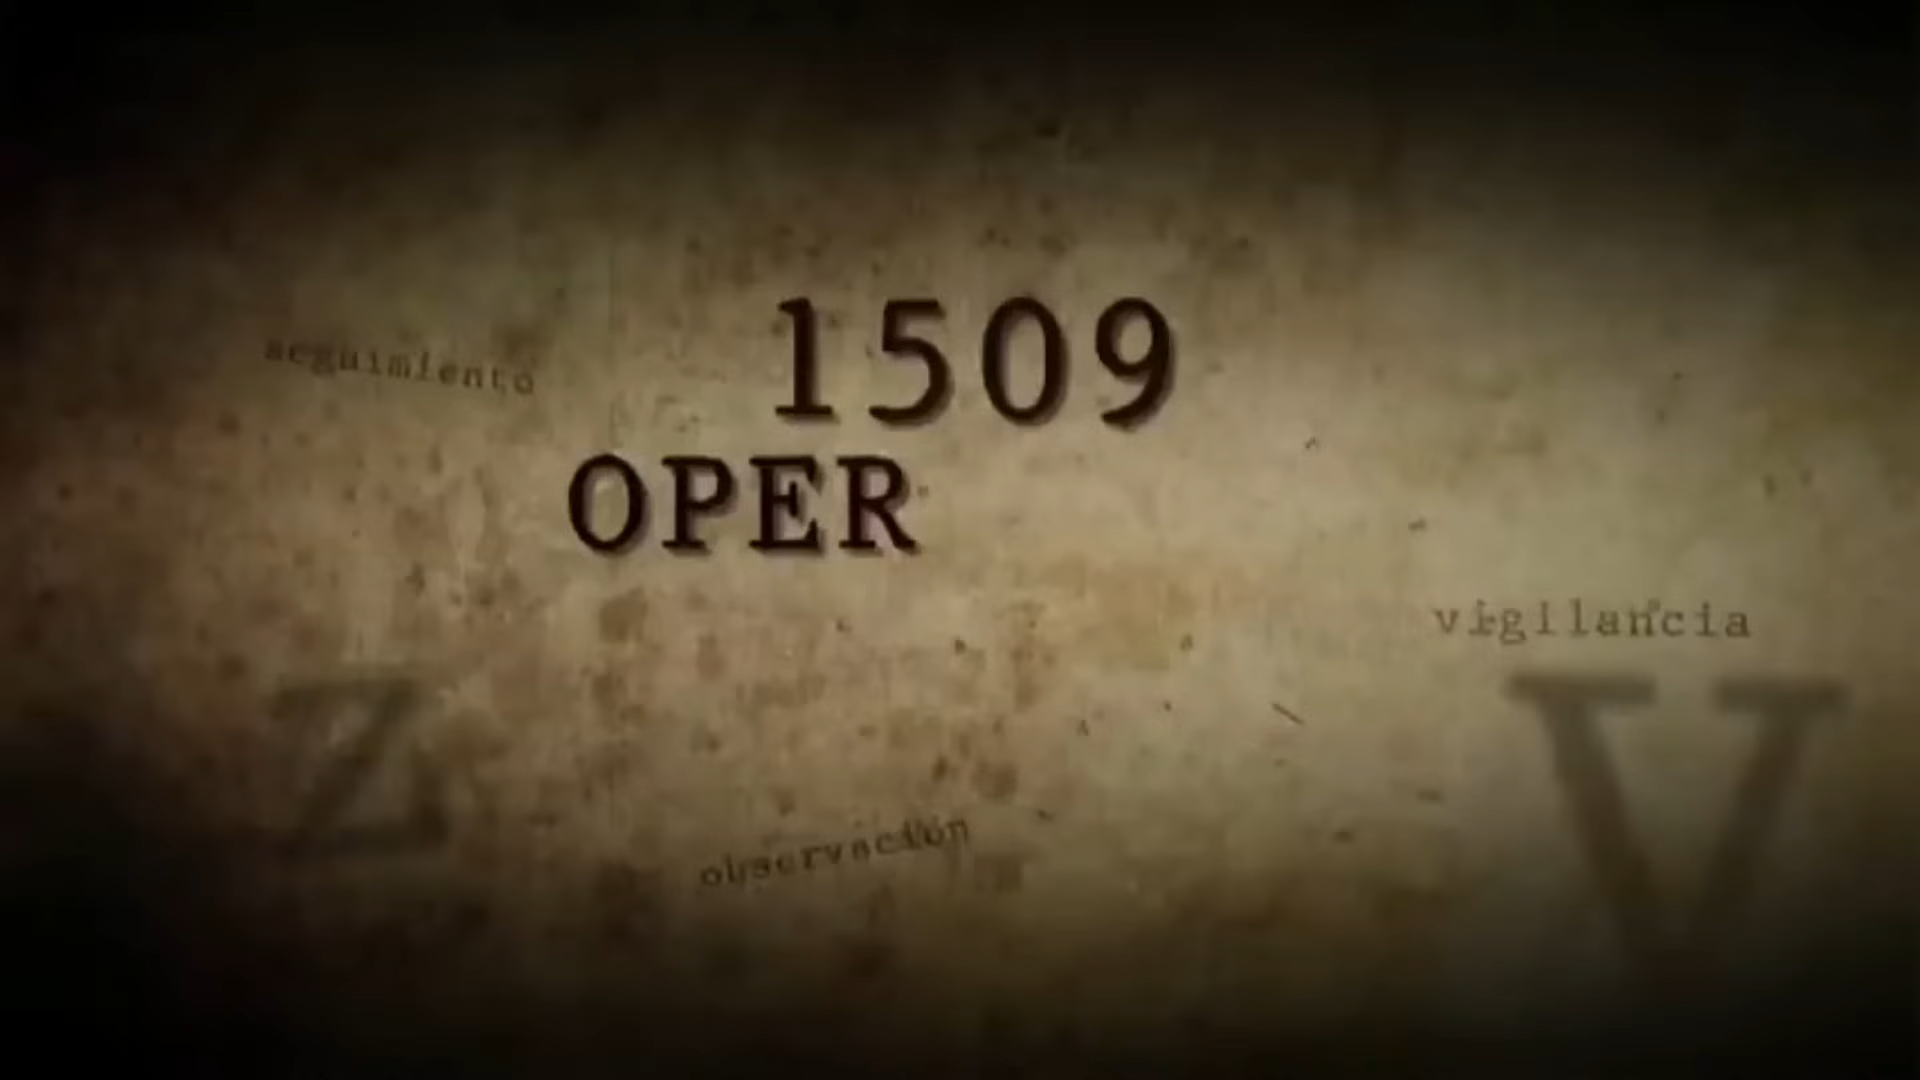 1509
seguimiento
OPER
vigilancia
Z
V
observación